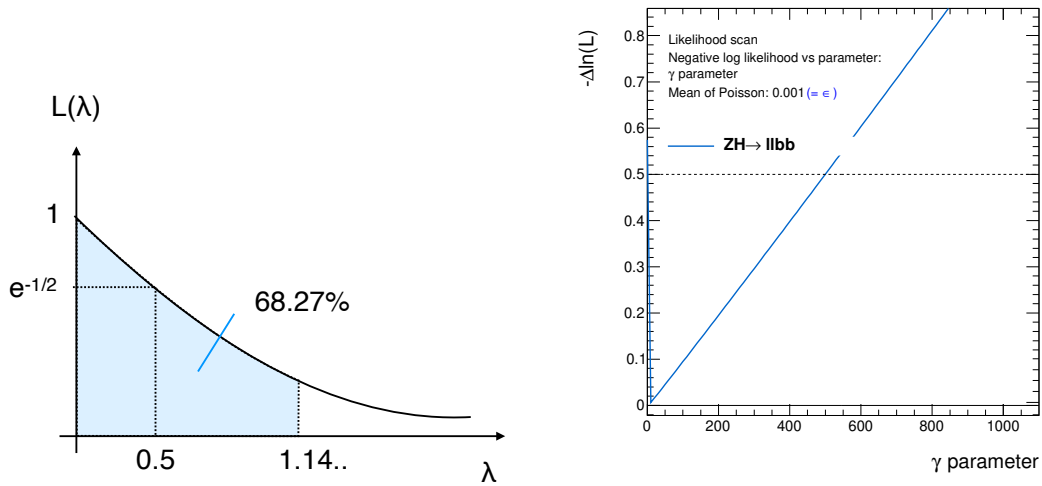 L(λ)
1
e-1/2
68.27%
0.5
1.14..
λ
-Δln(L)
0.8
0.7
0.6
0.5
0.4
0.3
0.2
0.1
0
Likelihood scan
Negative log likelihood vs parameter:
γ parameter
Mean of Poisson: 0.001 (= ϵ )
ZH→ llbb
0 200 400 600 800 1000
γ parameter